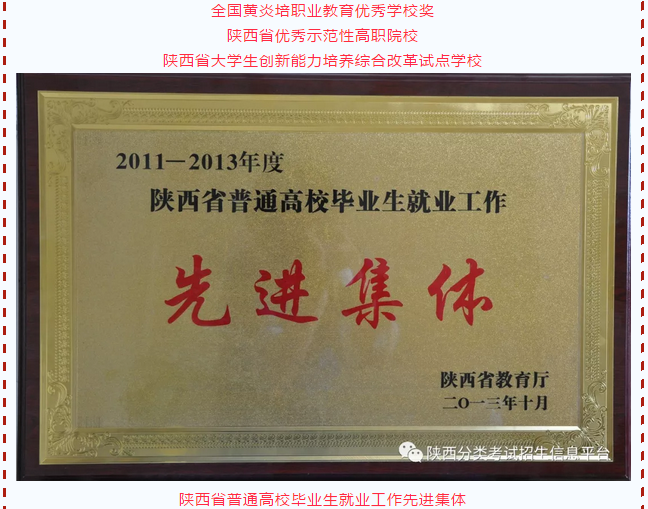 全国黄炎培职业教育优秀学校奖
陕西省优秀示范性高职院校
陕西省大学生创新能力培养综合改革试点学校
2011—2013年度
陕西省普通高校毕业生就业工作
先进集体
陕西省教育厅
二〇一三年十月
陕西分类考试招生信息平台
陕西省普通高校毕业生就业工作先进集体